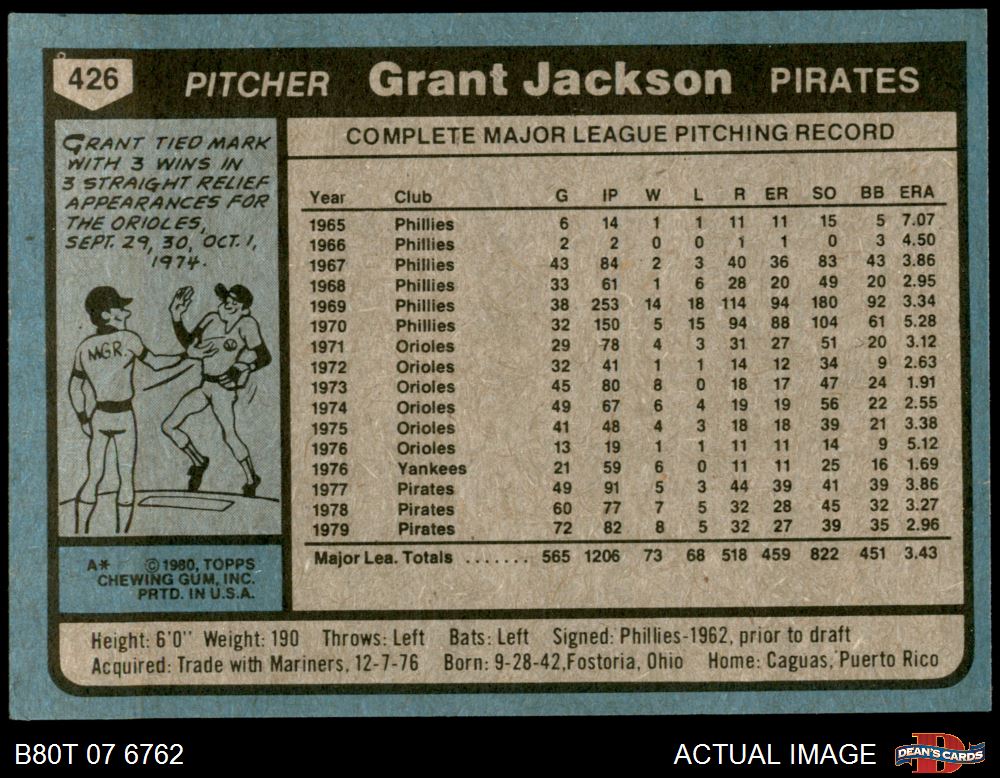 426 PITCHER Grant Jackson PIRATES
GRANT TIED MARK
WITH 3 WINS IN
3 STRAIGHT RELIEF
APPEARANCES FOR
THE ORIOLES,
SEPT. 29, 30, OCT. 1,
1974.
MGR.
A* ©1980, TOPPS
CHEWING GUM, INC.
PRTD. IN U.S.A.
COMPLETE MAJOR LEAGUE PITCHING RECORD
Year Club G IP W L R ER SO BB ERA
1965 Phillies 6 14 1 1 11 11 15 5 7.07
1966 Phillies 2 2 0 0 1 1 0 3 4.50
1967 Phillies 43 84 2 3 40 36 83 43 3.86
1968 Phillies 33 61 1 6 28 20 49 20 2.95
1969 Phillies 38 253 14 18 114 94 180 92 3.34
1970 Phillies 32 150 5 15 94 88 104 61 5.28
1971 Orioles 29 78 4 3 31 27 51 20 3.12
1972 Orioles 32 41 1 1 14 12 34 9 2.63
1973 Orioles 45 80 8 0 18 17 47 24 1.91
1974 Orioles 49 67 6 4 19 19 56 22 2.55
1975 Orioles 41 48 4 3 18 18 39 21 3.38
1976 Orioles 13 19 1 1 11 11 14 9 5.12
1976 Yankees 21 59 6 0 11 11 25 16 1.69
1977 Pirates 49 91 5 3 44 39 41 39 3.86
1978 Pirates 60 77 7 5 32 28 45 32 3.27
1979 Pirates 72 82 8 5 32 27 39 35 2.96
Major Lea. Totals ....... 565 1206 73 68 518 459 822 451 3.43
Height: 6'0" Weight: 190 Throws: Left Bats: Left Signed: Phillies-1962, prior to draft
Acquired: Trade with Mariners, 12-7-76 Born: 9-28-42, Fostoria, Ohio Home: Caguas, Puerto Rico
B80T 07 6762 ACTUAL IMAGE DEAN'S CARDS